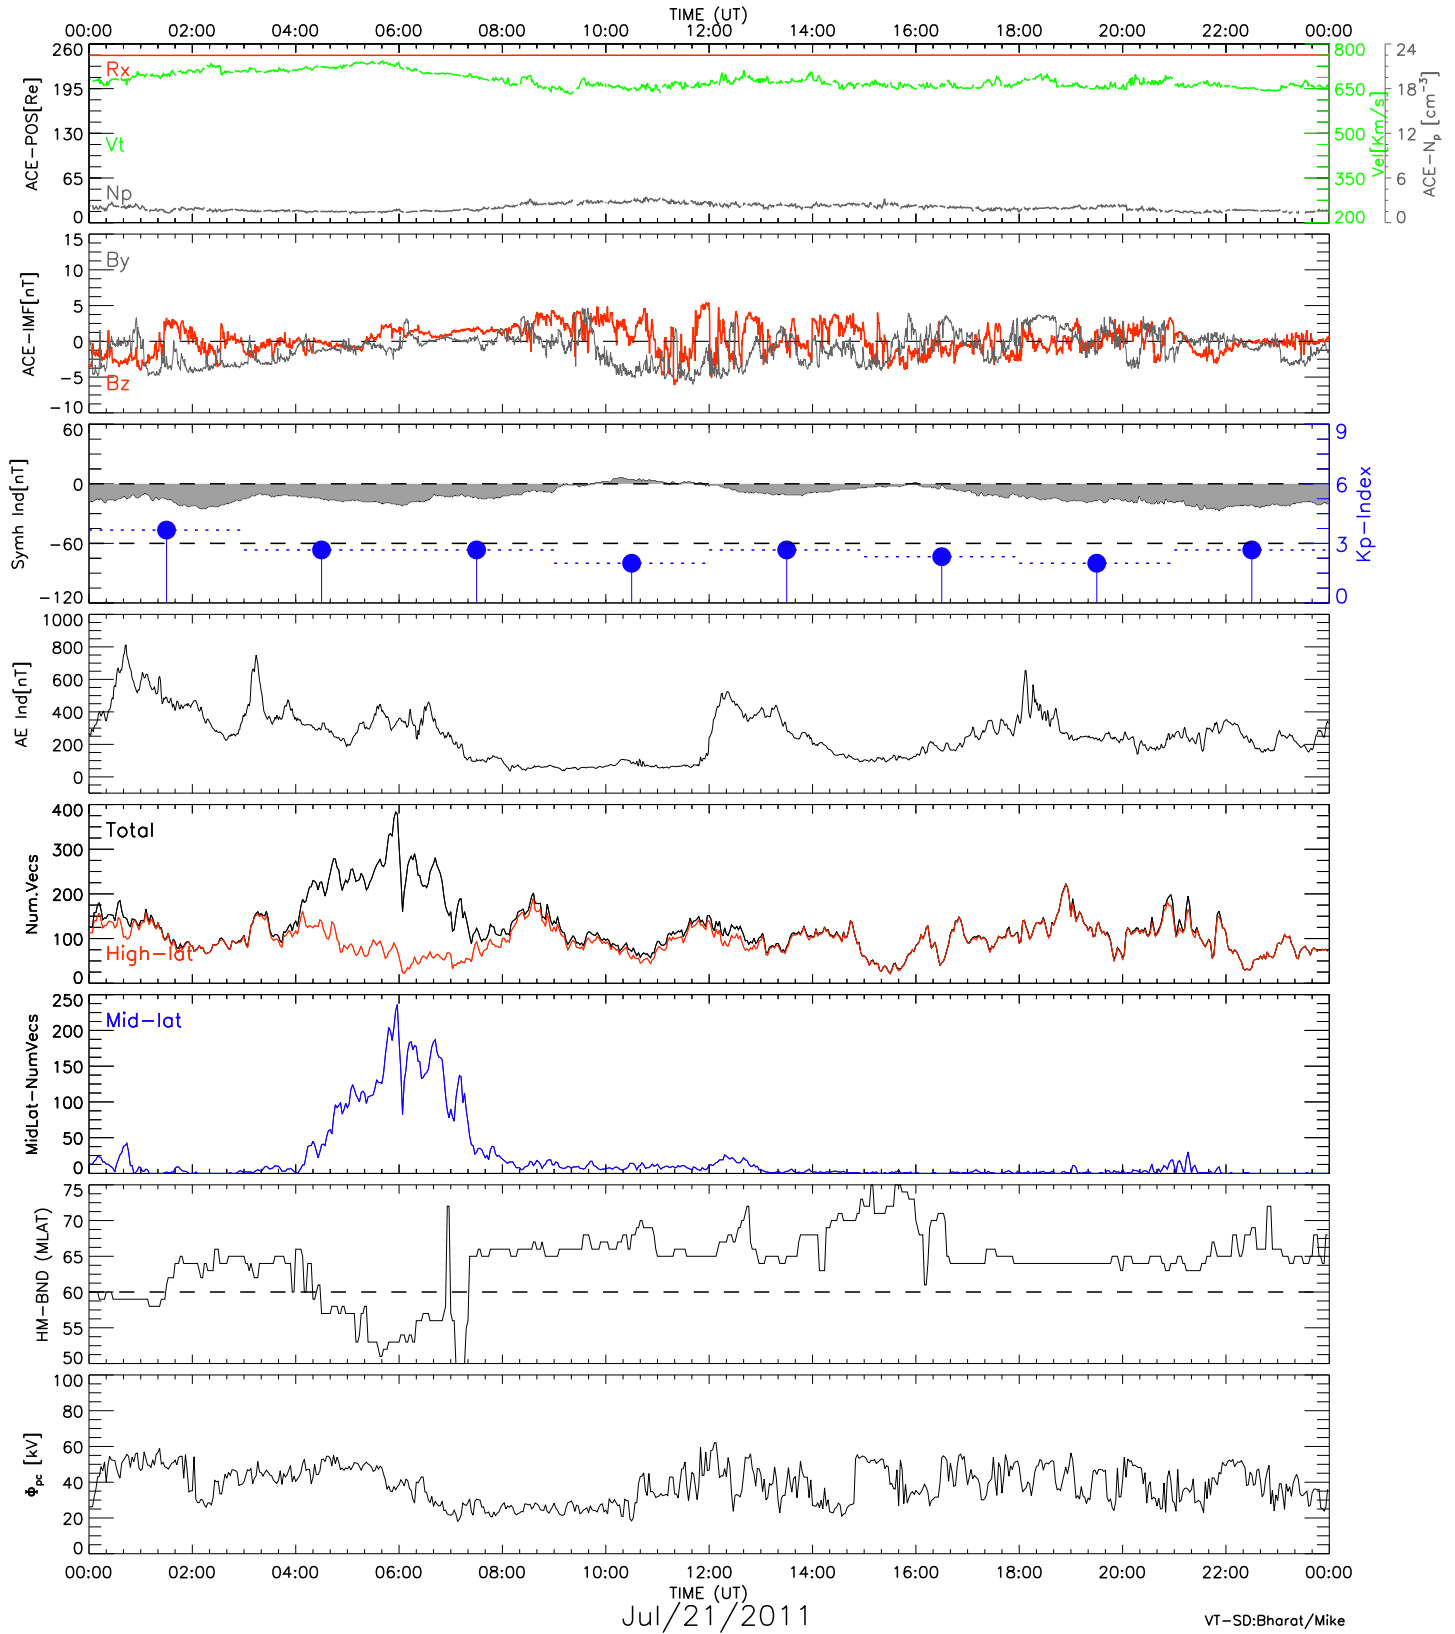 TIME (UT)
00:00 02:00 04:00 06:00 08:00 10:00 12:00 14:00 16:00 18:00 20:00 22:00 00:00
ACE-POS[Re]
260
195
130
65
0
Rx
Vt
Np
800
650
500
350
200
Vel[Km/s]
24
18
12
6
0
ACE-Np [cm-3]
ACE-IMF[nT]
15
10
5
0
-5
-10
By
Bz
Symh Ind[nT]
60
0
-60
-120
9
6
3
0
Kp-Index
AE Ind[nT]
1000
800
600
400
200
0
Num.Vecs
400
300
200
100
0
Total
High-lat
MidLat-NumVecs
250
200
150
100
50
0
Mid-lat
HM-BND (MLAT)
75
70
65
60
55
50
Φpc [kV]
100
80
60
40
20
0
00:00 02:00 04:00 06:00 08:00 10:00 12:00 14:00 16:00 18:00 20:00 22:00 00:00
TIME (UT)
Jul/21/2011
VT-SD:Bharat/Mike